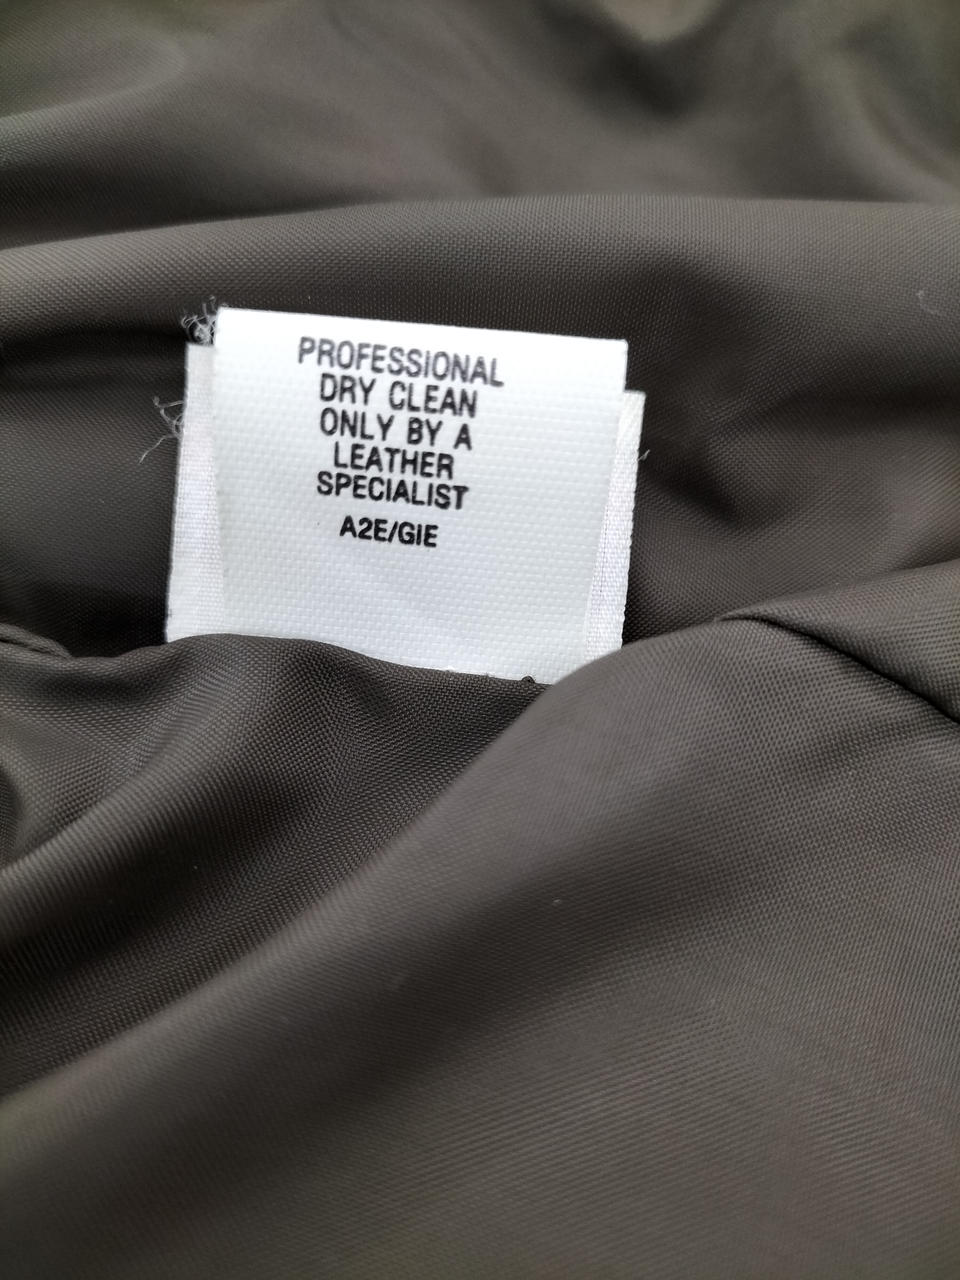 PROFESSIONAL
DRY CLEAN
ONLY BY A
LEATHER
SPECIALIST
A2E/GIE